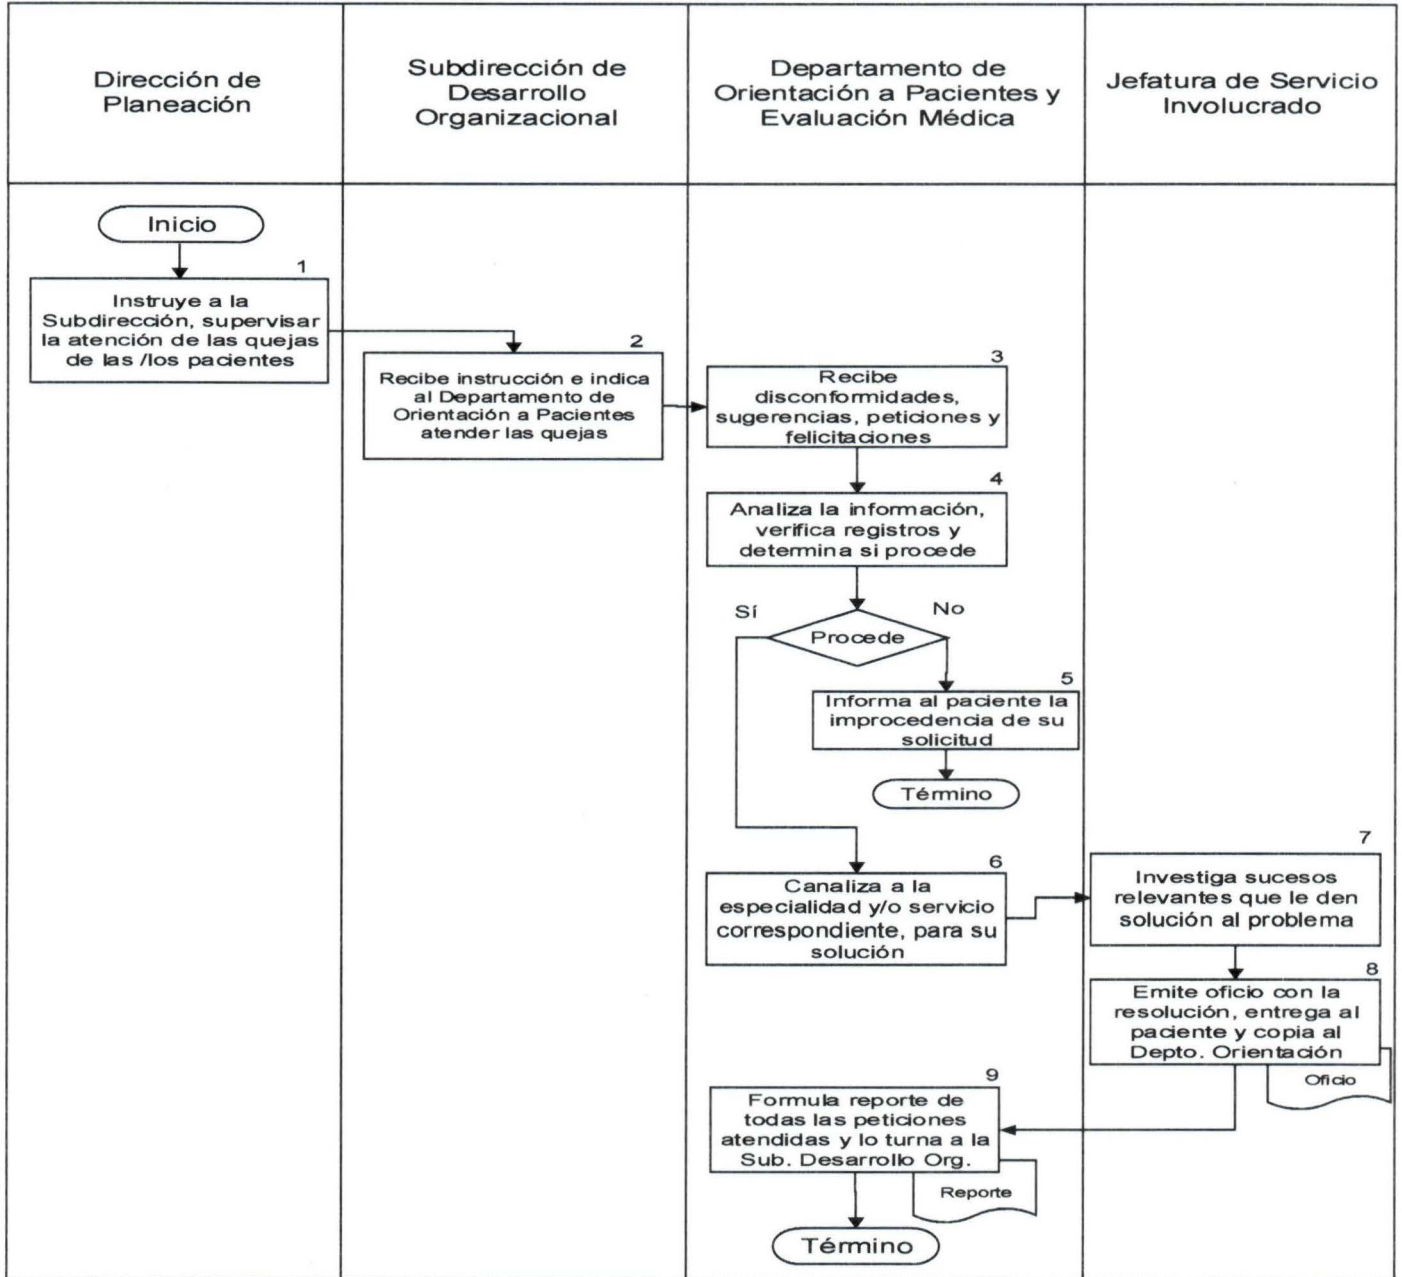 Dirección de
Planeación
Subdirección de
Desarrollo
Organizacional
Departamento de
Orientación a Pacientes y
Evaluación Médica
Jefatura de Servicio
Involucrado
Inicio
1
Instruye a la
Subdirección, supervisar
la atención de las quejas
de las /los pacientes
2
Recibe instrucción e indica
al Departamento de
Orientación a Pacientes
atender las quejas
3
Recibe
disconformidades,
sugerencias, peticiones y
felicitaciones
4
Analiza la información,
verifica registros y
determina si procede
Sí
No
Procede
5
Informa al paciente la
improcedencia de su
solicitud
Término
6
Canaliza a la
especialidad y/o servicio
correspondiente, para su
solución
7
Investiga sucesos
relevantes que le den
solución al problema
8
Emite oficio con la
resolución, entrega al
paciente y copia al
Depto. Orientación
Oficio
9
Formula reporte de
todas las peticiones
atendidas y lo turna a la
Sub. Desarrollo Org.
Reporte
Término